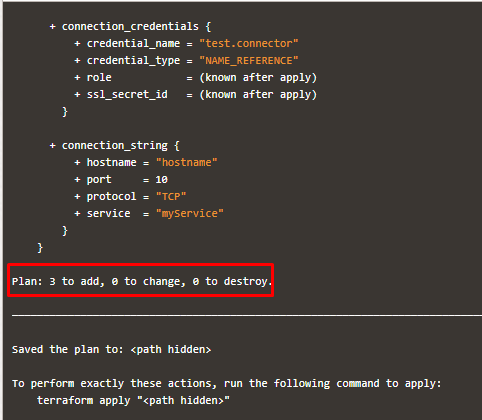 + connection_credentials {
+ credential_name = "test.connector"
+ credential_type = "NAME_REFERENCE"
+ role = (known after apply)
+ ssl_secret_id = (known after apply)
}
+ connection_string {
+ hostname = "hostname"
+ port = 10
+ protocol = "TCP"
+ service = "myService"
}
}
Plan: 3 to add, 0 to change, 0 to destroy.
Saved the plan to: <path hidden>
To perform exactly these actions, run the following command to apply:
terraform apply "<path hidden>"